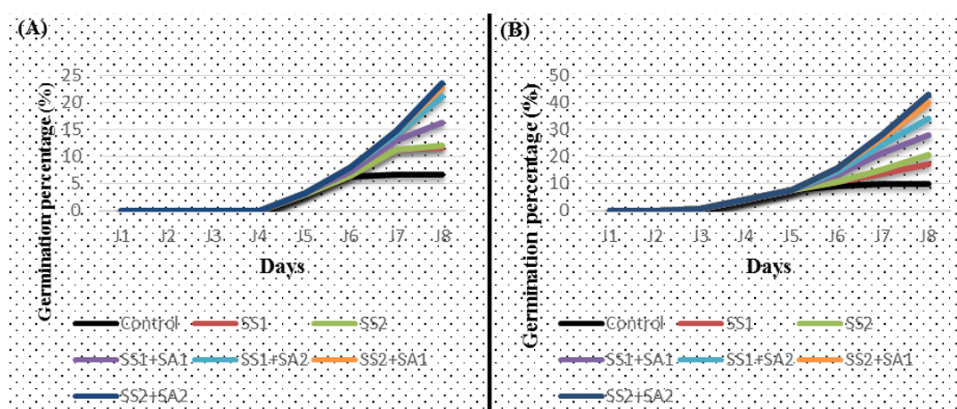 (A)
Germination percentage (%)
25
20
15
10
5
0
J1 J2 J3 J4 J5 J6 J7 J8
Days
Control SS1 SS2
SS1+SA1 SS1+SA2 SS2+SA1
SS2+SA2
(B)
Germination percentage (%)
50
40
30
20
10
0
J1 J2 J3 J4 J5 J6 J7 J8
Days
Control SS1 SS2
SS1+SA1 SS1+SA2 SS2+SA1
SS2+SA2